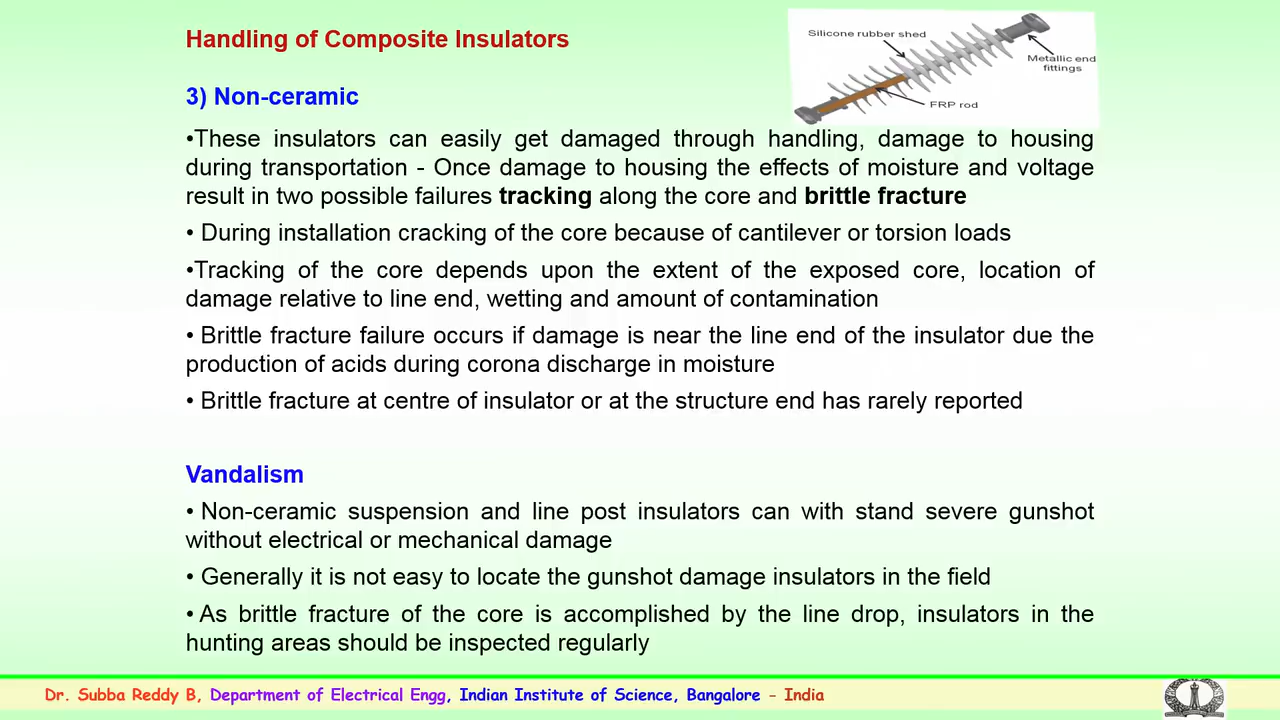 Handling of Composite Insulators
Silicone rubber shed
Metallic end
fittings
FRP rod
3) Non-ceramic
•These insulators can easily get damaged through handling, damage to housing
during transportation - Once damage to housing the effects of moisture and voltage
result in two possible failures tracking along the core and brittle fracture
• During installation cracking of the core because of cantilever or torsion loads
•Tracking of the core depends upon the extent of the exposed core, location of
damage relative to line end, wetting and amount of contamination
• Brittle fracture failure occurs if damage is near the line end of the insulator due the
production of acids during corona discharge in moisture
• Brittle fracture at centre of insulator or at the structure end has rarely reported
Vandalism
• Non-ceramic suspension and line post insulators can with stand severe gunshot
without electrical or mechanical damage
• Generally it is not easy to locate the gunshot damage insulators in the field
• As brittle fracture of the core is accomplished by the line drop, insulators in the
hunting areas should be inspected regularly
Dr. Subba Reddy B, Department of Electrical Engg, Indian Institute of Science, Bangalore - India